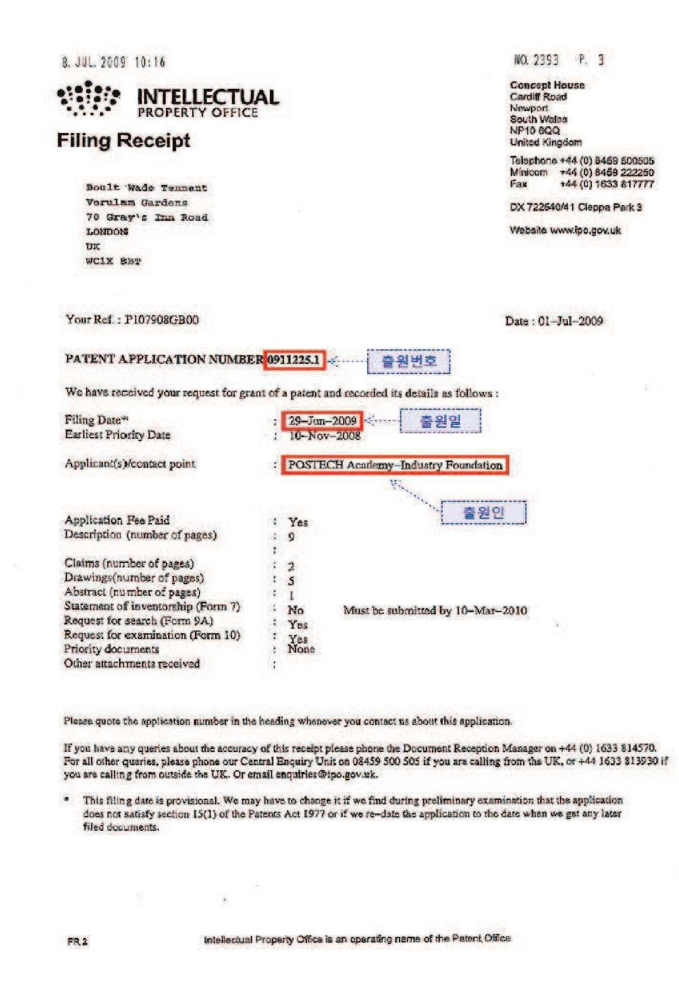 8. JUL. 2009 10:16
NO. 2393 P. 3
INTELLECTUAL
PROPERTY OFFICE
Filing Receipt
Concept House
Cardiff Road
Newport
South Wales
NP10 8QQ
United Kingdom
Telephone +44 (0) 8459 500505
Minicom +44 (0) 8459 222250
Fax +44 (0) 1633 817777
DX 722540/41 Cleppa Park 3
Website www.ipo.gov.uk
Boult Wade Tennant
Verulam Gardens
70 Gray's Inn Road
LONDON
UK
WC1X 8BT
Your Ref. : P107908GB00
Date : 01-Jul-2009
PATENT APPLICATION NUMBER 0911225.1
출원번호
We have received your request for grant of a patent and recorded its details as follows :
Filing Date* : 29-Jun-2009
출원일
Earliest Priority Date : 10-Nov-2008
Applicant(s)/contact point : POSTECH Academy-Industry Foundation
출원인
Application Fee Paid : Yes
Description (number of pages) : 9
:
Claims (number of pages) : 2
Drawings(number of pages) : 5
Abstract (number of pages) : 1
Statement of inventorship (Form 7) : No Must be submitted by 10-Mar-2010
Request for search (Form 9A) : Yes
Request for examination (Form 10) : Yes
Priority documents : None
Other attachments received :
Please quote the application number in the heading whenever you contact us about this application.
If you have any queries about the accuracy of this receipt please phone the Document Reception Manager on +44 (0) 1633 814570.
For all other queries, please phone our Central Enquiry Unit on 08459 500 505 if you are calling from the UK, or +44 1633 813930 if
you are calling from outside the UK. Or email enquiries@ipo.gov.uk.
* This filing date is provisional. We may have to change it if we find during preliminary examination that the application
does not satisfy section 15(1) of the Patents Act 1977 or if we re-date the application to the date when we get any later
filed documents.
FR2
Intellectual Property Office is an operating name of the Patent Office